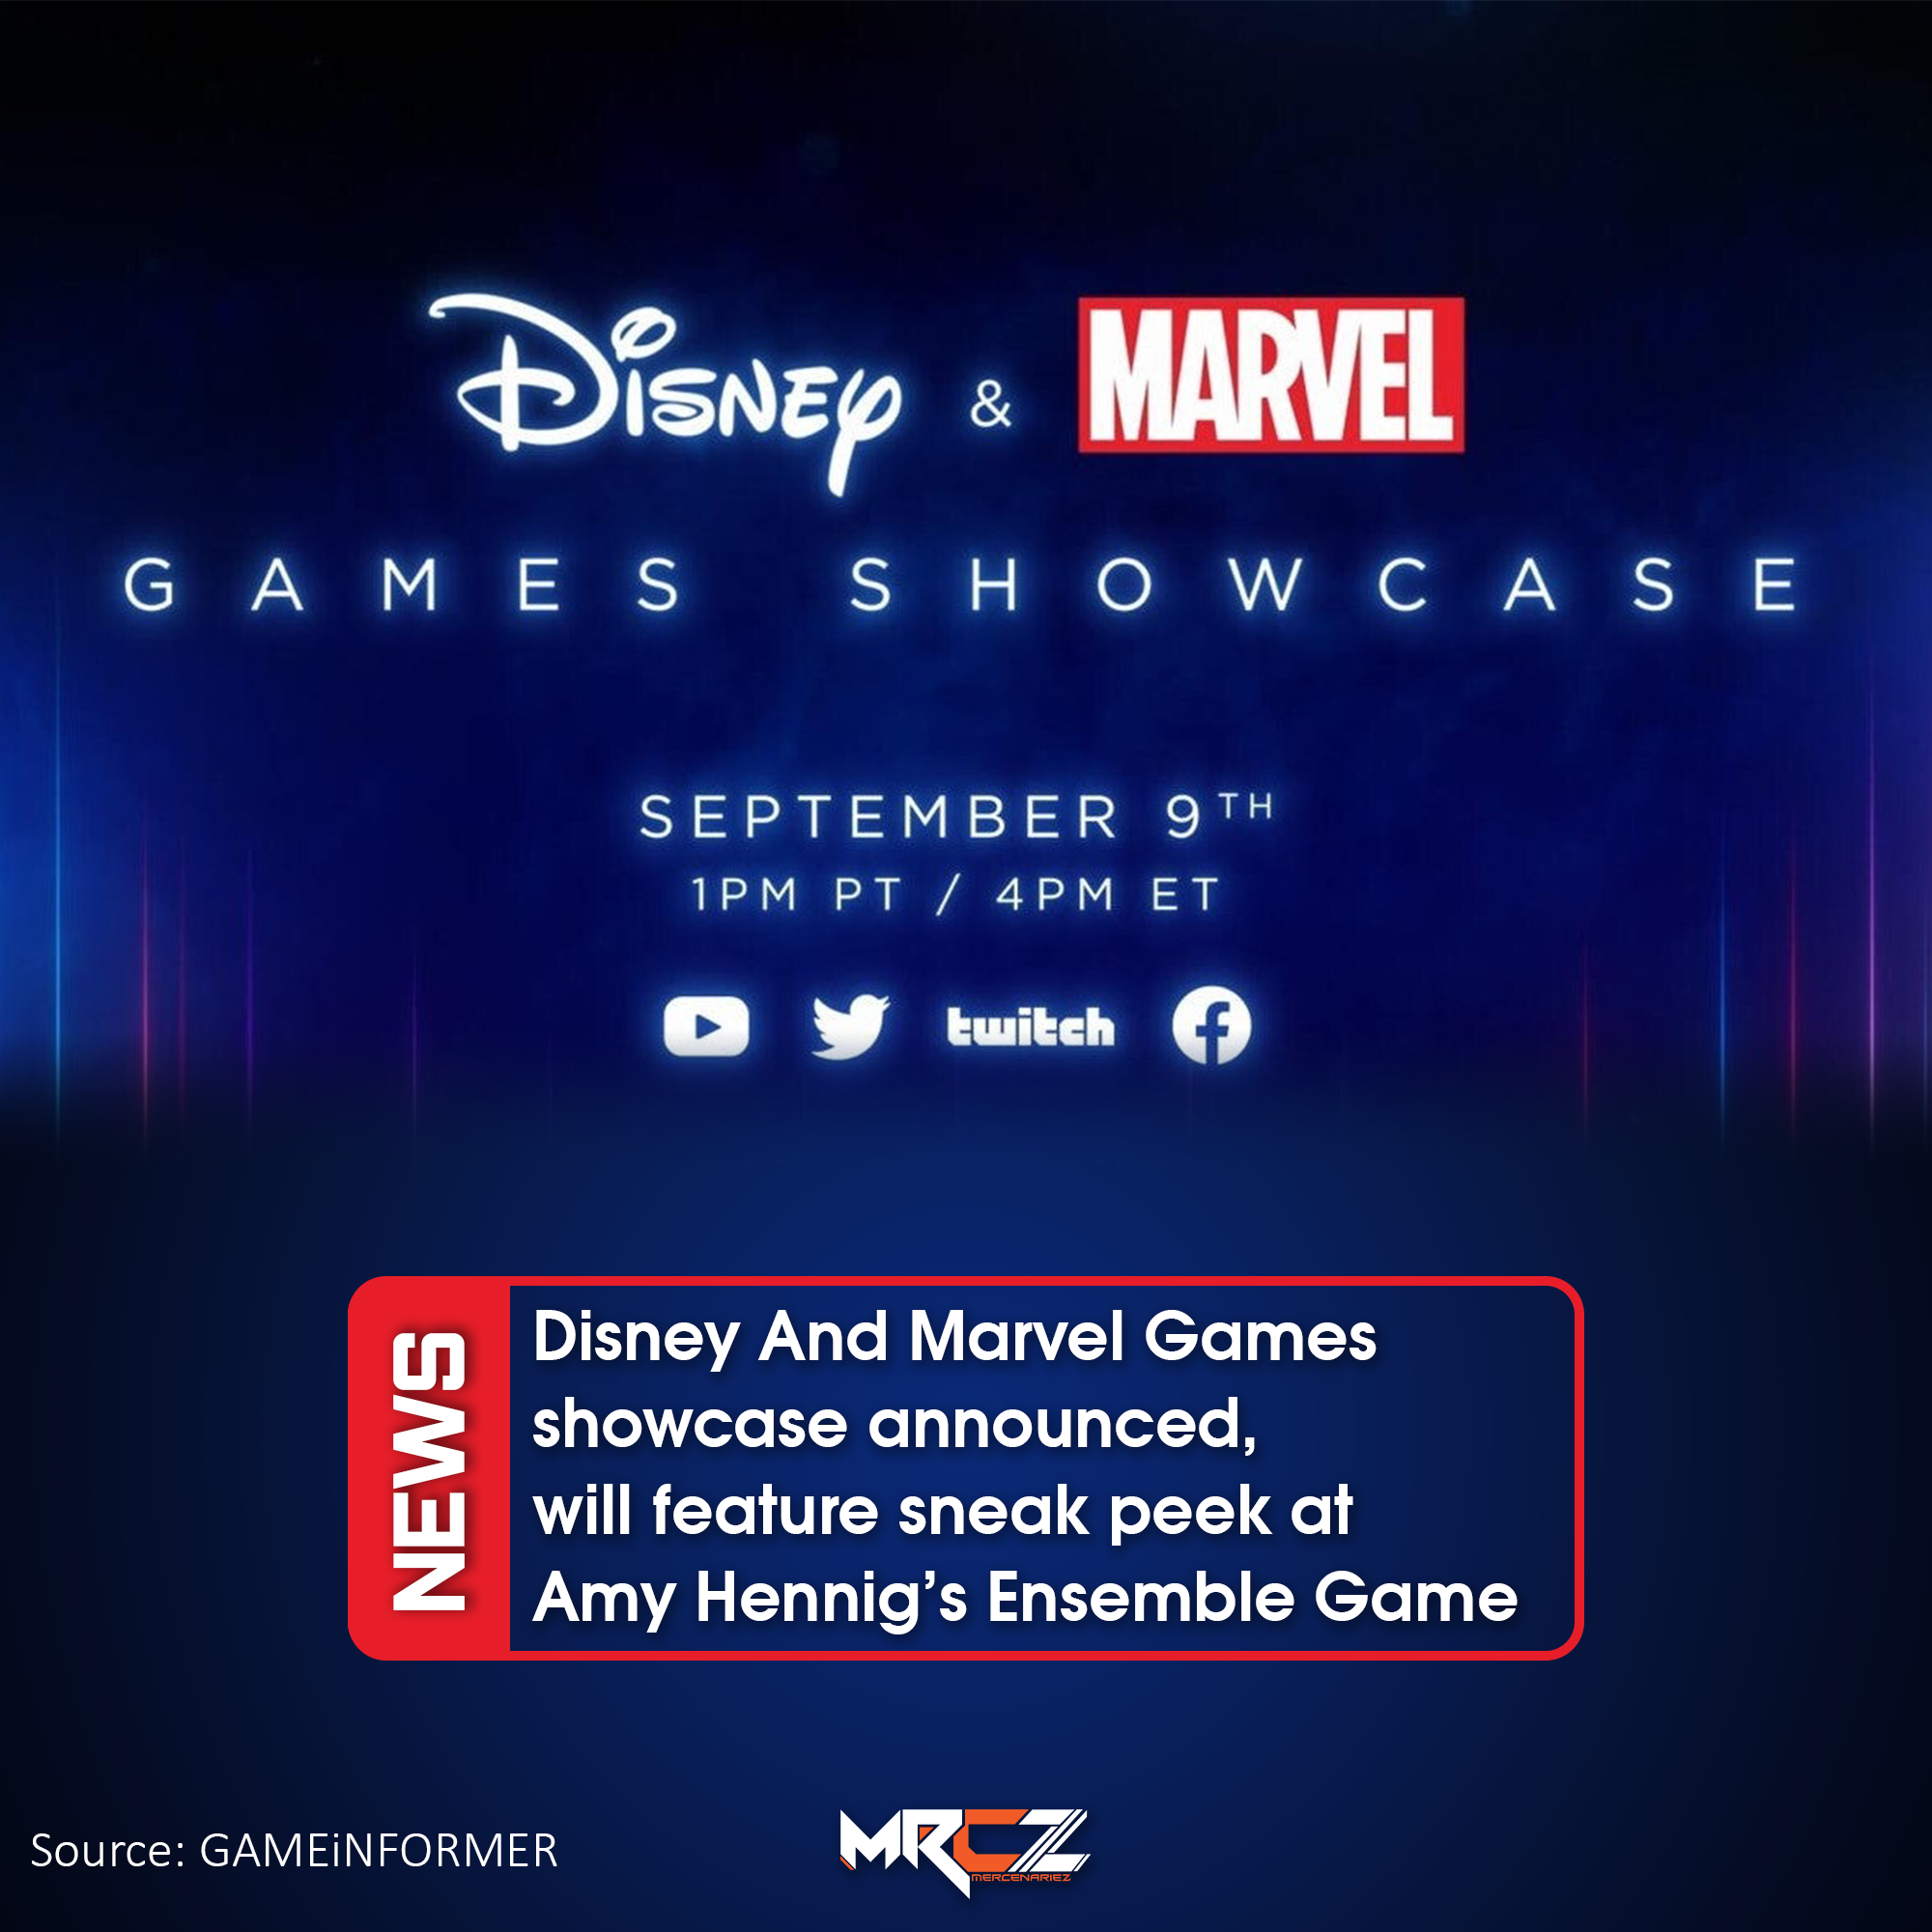 Disney & MARVEL
GAMES SHOWCASE
SEPTEMBER 9TH
1PM PT / 4PM ET
twitch
NEWS
Disney And Marvel Games
showcase announced,
will feature sneak peek at
Amy Hennig’s Ensemble Game
Source: GAMEiNFORMER
MRCZ
MERCENARIEZ